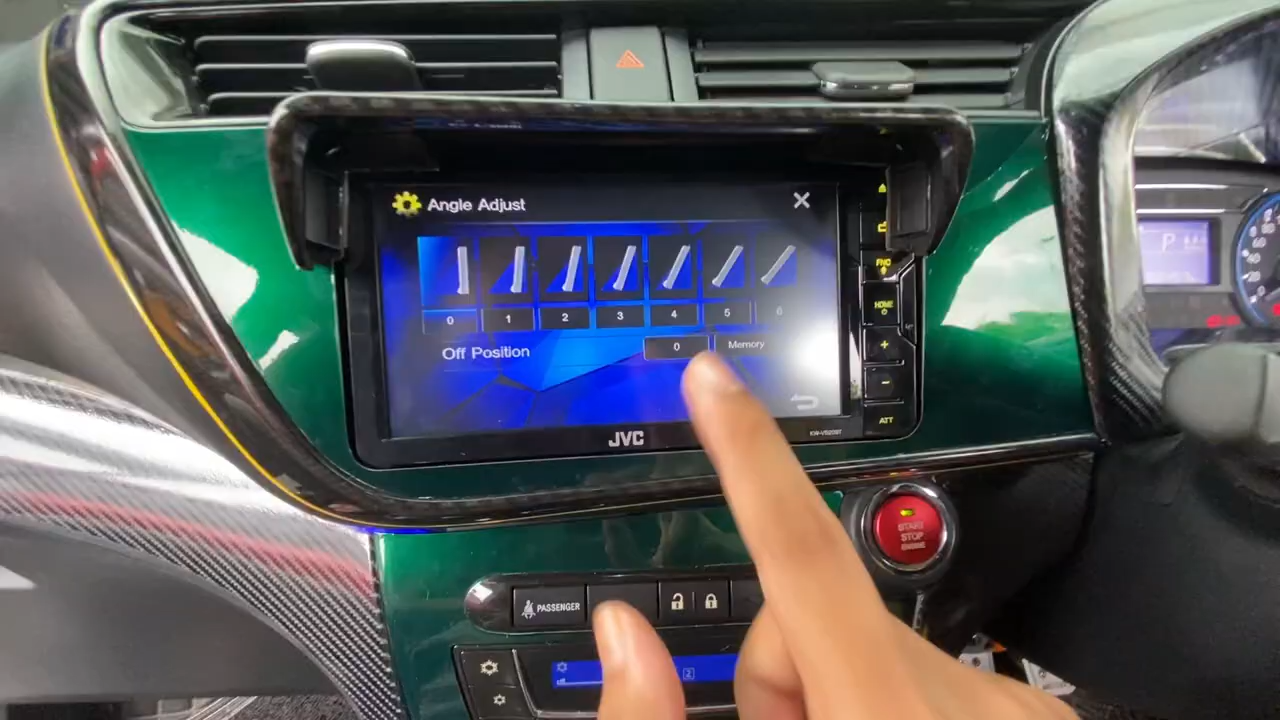 Angle Adjust
0 1 2 3 4 5 6
Off Position 0 Memory
FNC
HOME
+
-
ATT
JVC
P
START
STOP
ENGINE
PASSENGER
2